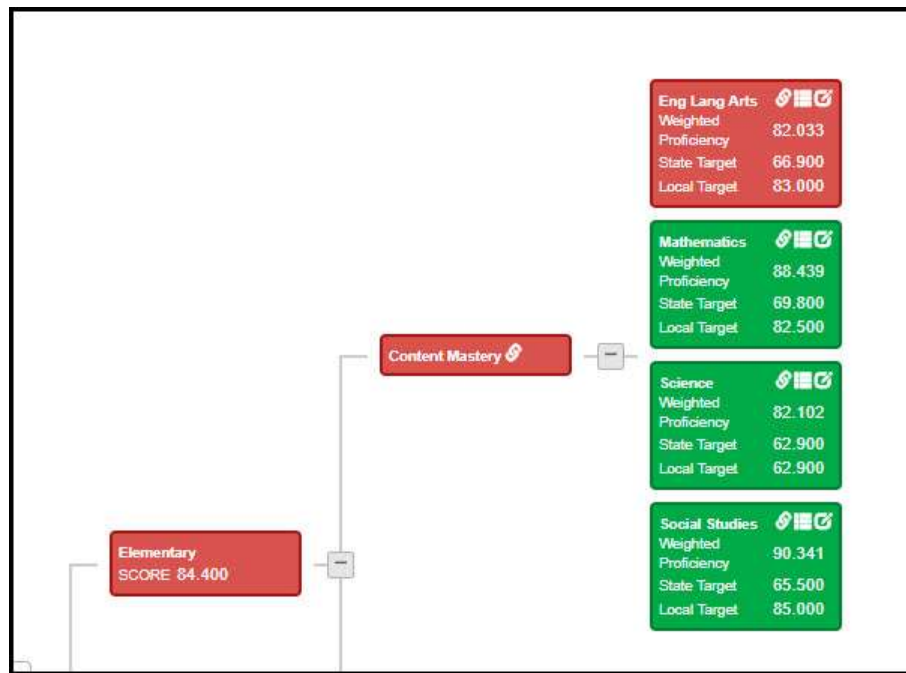 Eng Lang Arts
Weighted
Proficiency 82.033
State Target 66.900
Local Target 83.000
Mathematics
Weighted
Proficiency 88.439
State Target 69.800
Local Target 82.500
Content Mastery
Science
Weighted
Proficiency 82.102
State Target 62.900
Local Target 62.900
Elementary
SCORE 84.400
Social Studies
Weighted
Proficiency 90.341
State Target 65.500
Local Target 85.000